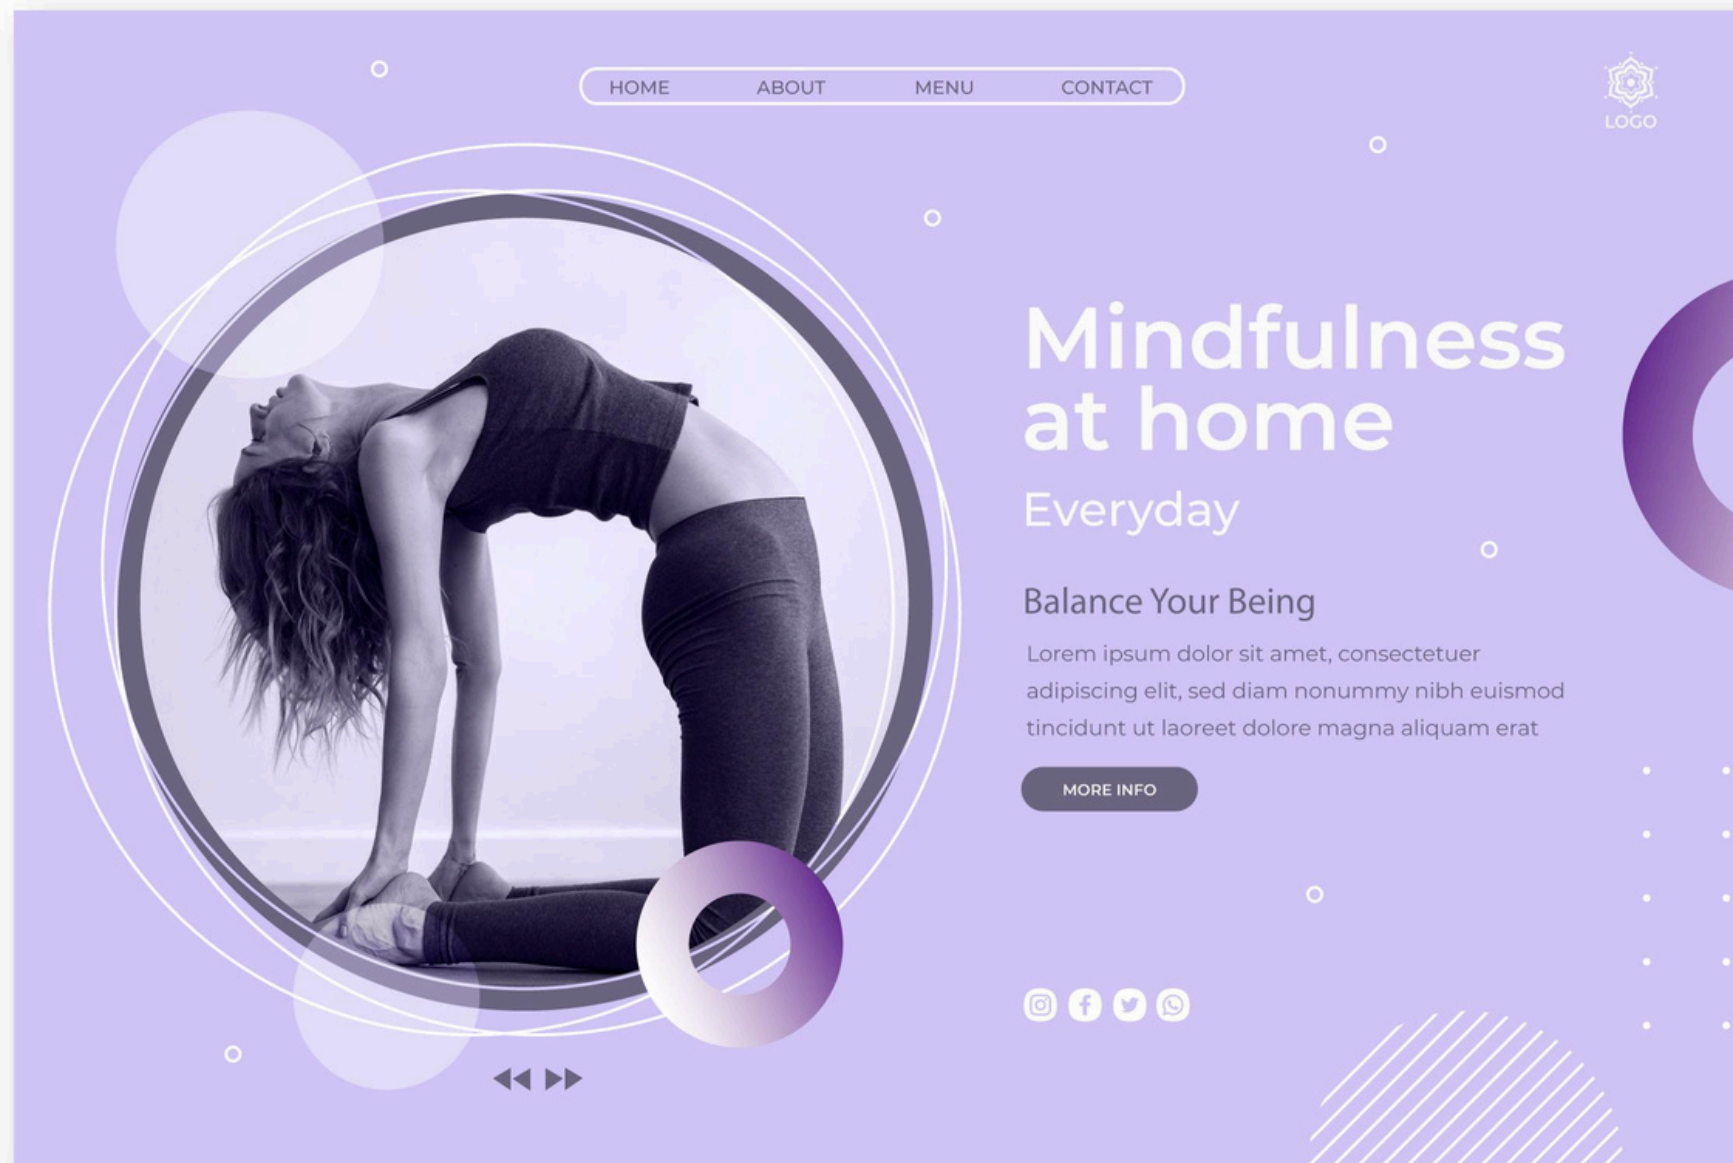 HOME ABOUT MENU CONTACT
LOGO
Mindfulness
at home
Everyday
Balance Your Being
Lorem ipsum dolor sit amet, consectetuer
adipiscing elit, sed diam nonummy nibh euismod
tincidunt ut laoreet dolore magna aliquam erat
MORE INFO